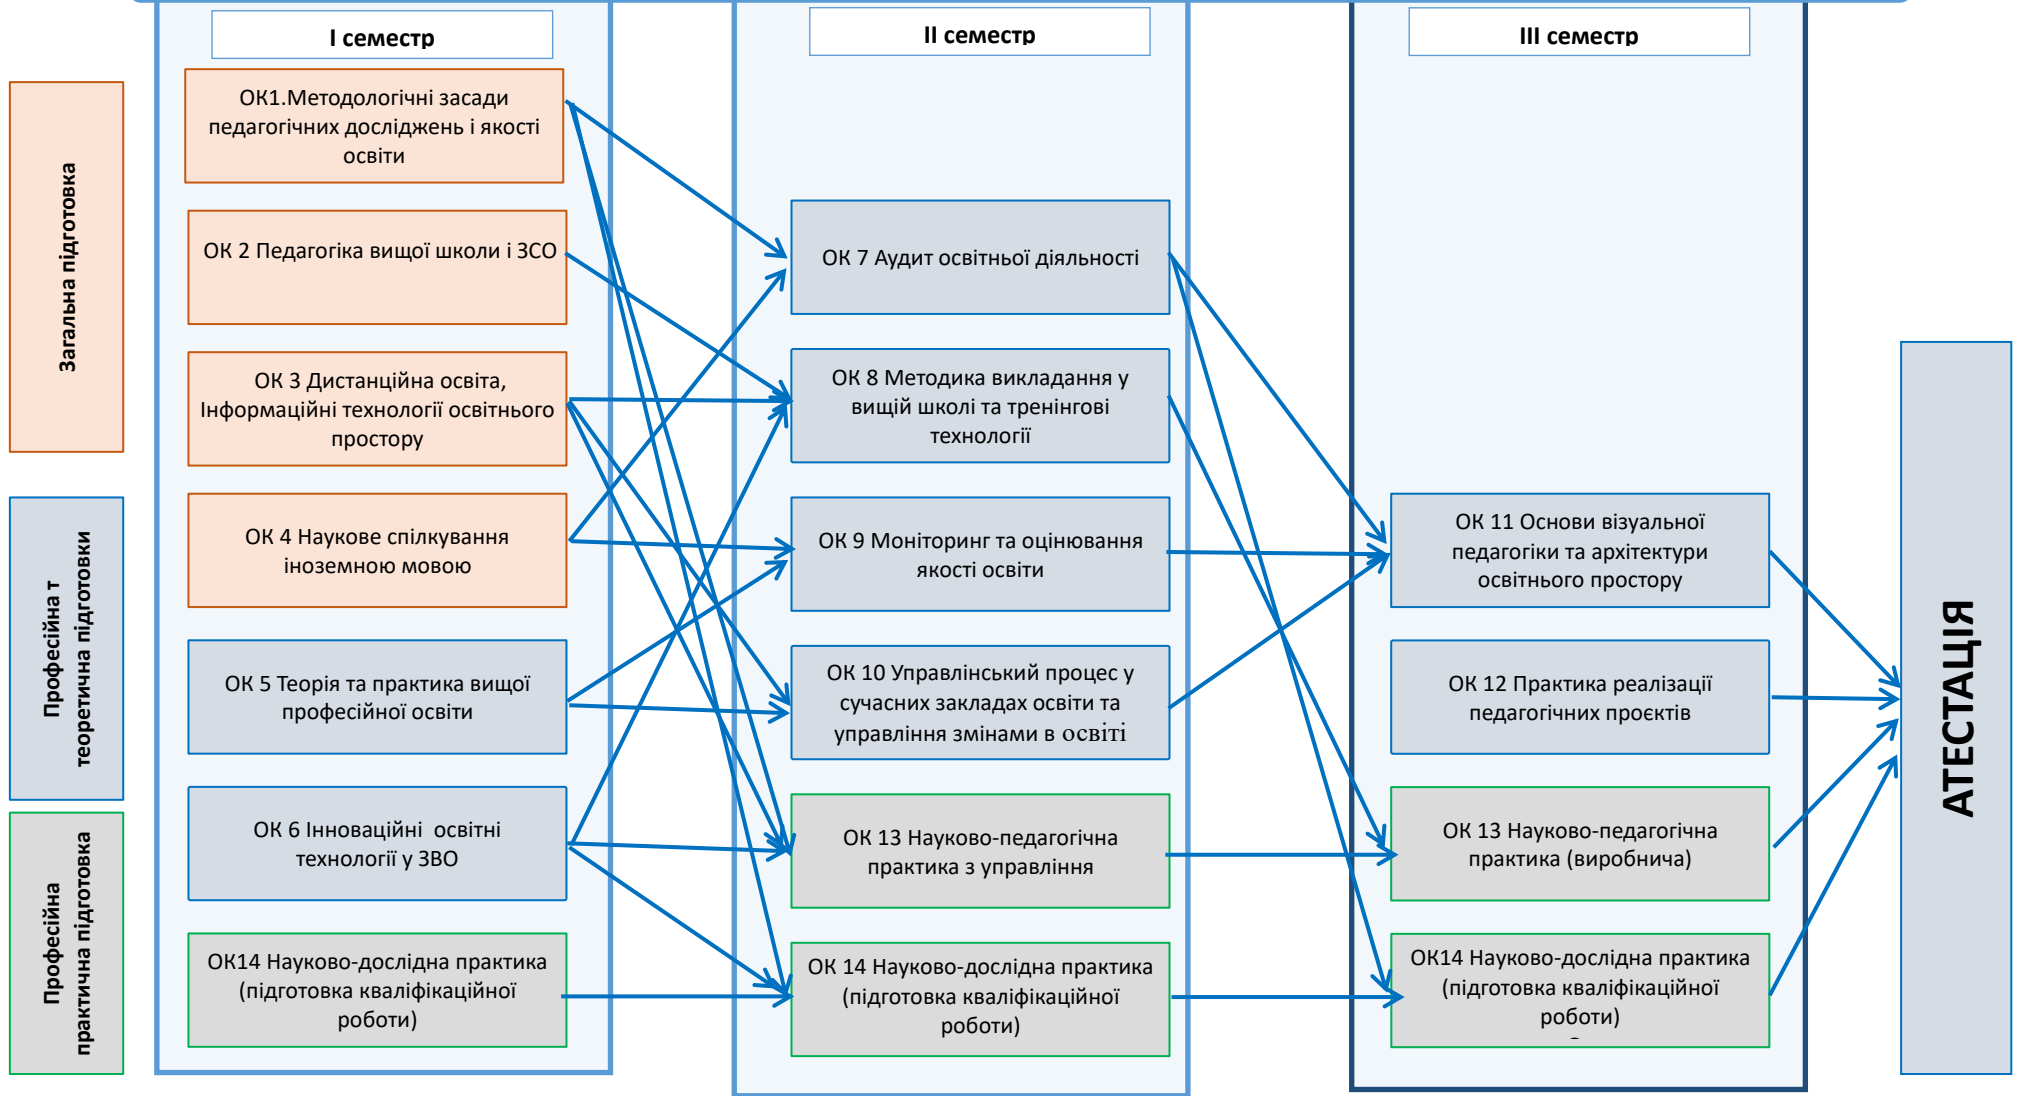 I семестр
II семестр
III семестр
Загальна підготовка
Професійна т
теоретична підготовки
Професійна
практична підготовка
ОК1.Методологічні засади
педагогічних досліджень і якості
освіти
ОК 2 Педагогіка вищої школи і ЗСО
ОК 3 Дистанційна освіта,
Інформаційні технології освітнього
простору
ОК 4 Наукове спілкування
іноземною мовою
ОК 5 Теорія та практика вищої
професійної освіти
ОК 6 Інноваційні освітні
технології у ЗВО
ОК14 Науково-дослідна практика
(підготовка кваліфікаційної
роботи)
ОК 7 Аудит освітньої діяльності
ОК 8 Методика викладання у
вищій школі та тренінгові
технології
ОК 9 Моніторинг та оцінювання
якості освіти
ОК 10 Управлінський процес у
сучасних закладах освіти та
управління змінами в освіті
ОК 13 Науково-педагогічна
практика з управління
ОК 14 Науково-дослідна практика
(підготовка кваліфікаційної
роботи)
ОК 11 Основи візуальної
педагогіки та архітектури
освітнього простору
ОК 12 Практика реалізації
педагогічних проєктів
ОК 13 Науково-педагогічна
практика (виробнича)
ОК14 Науково-дослідна практика
(підготовка кваліфікаційної
роботи)
АТЕСТАЦІЯ